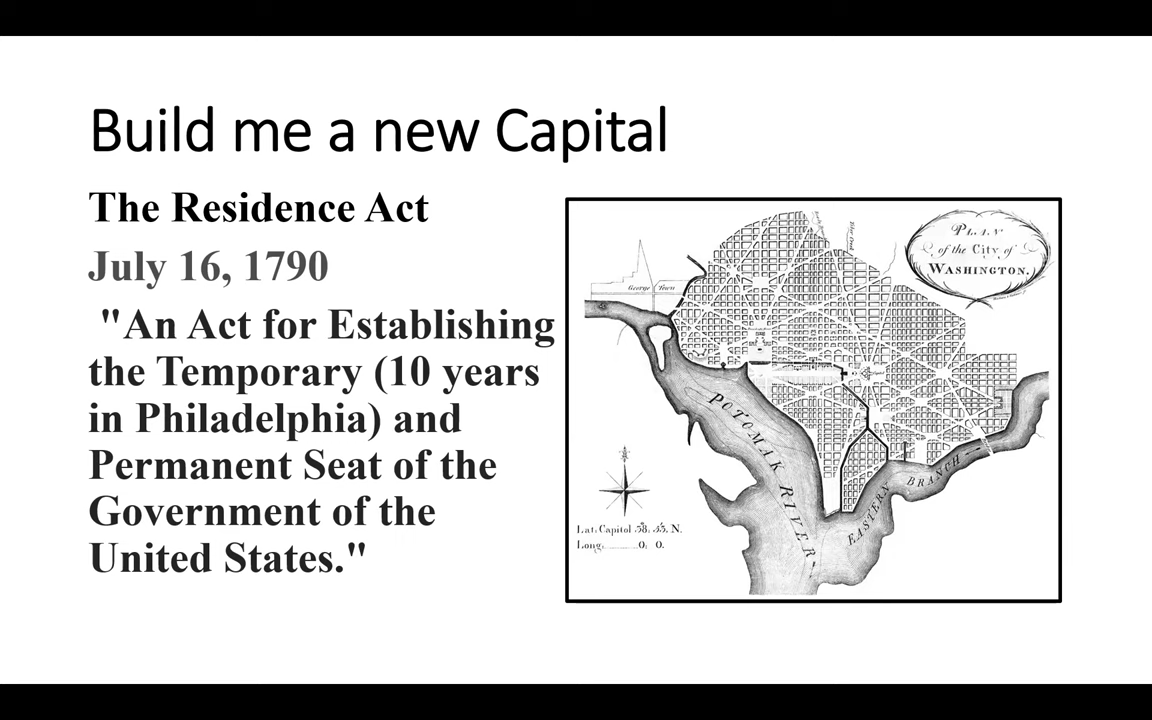 Build me a new Capital
The Residence Act
July 16, 1790
"An Act for Establishing
the Temporary (10 years
in Philadelphia) and
Permanent Seat of the
Government of the
United States."
PLAN
of the City of
WASHINGTON.
George Town
POTOMAK RIVER
EASTERN BRANCH
Lat. Capitol 38, 53, N.
Long. 0, 0.